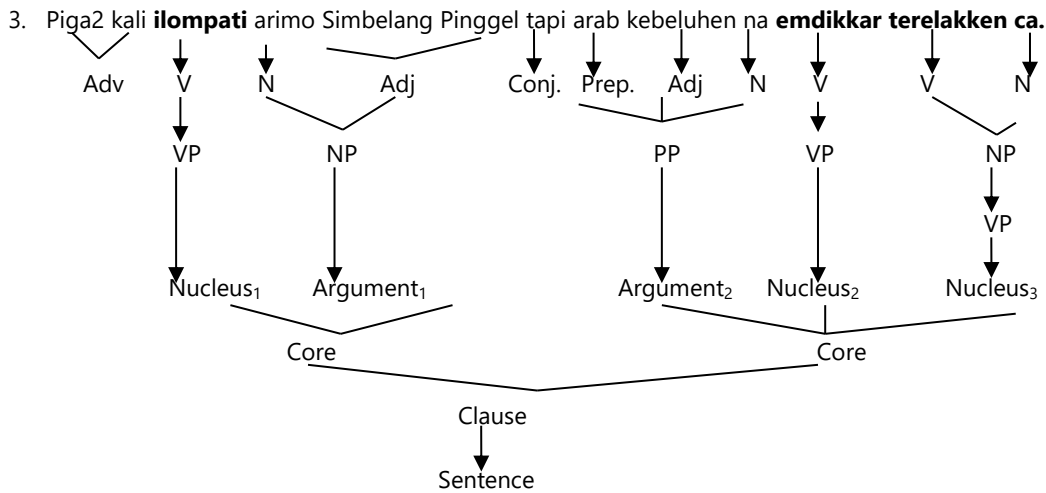 3. Piga2 kali ilompati arimo Simbelang Pinggel tapi arab kebeluhen na emdikkar terelakken ca.
Adv V N Adj Conj. Prep. Adj N V V N
VP NP PP VP NP
VP
Nucleus₁ Argument₁ Argument₂ Nucleus₂ Nucleus₃
Core Core
Clause
Sentence